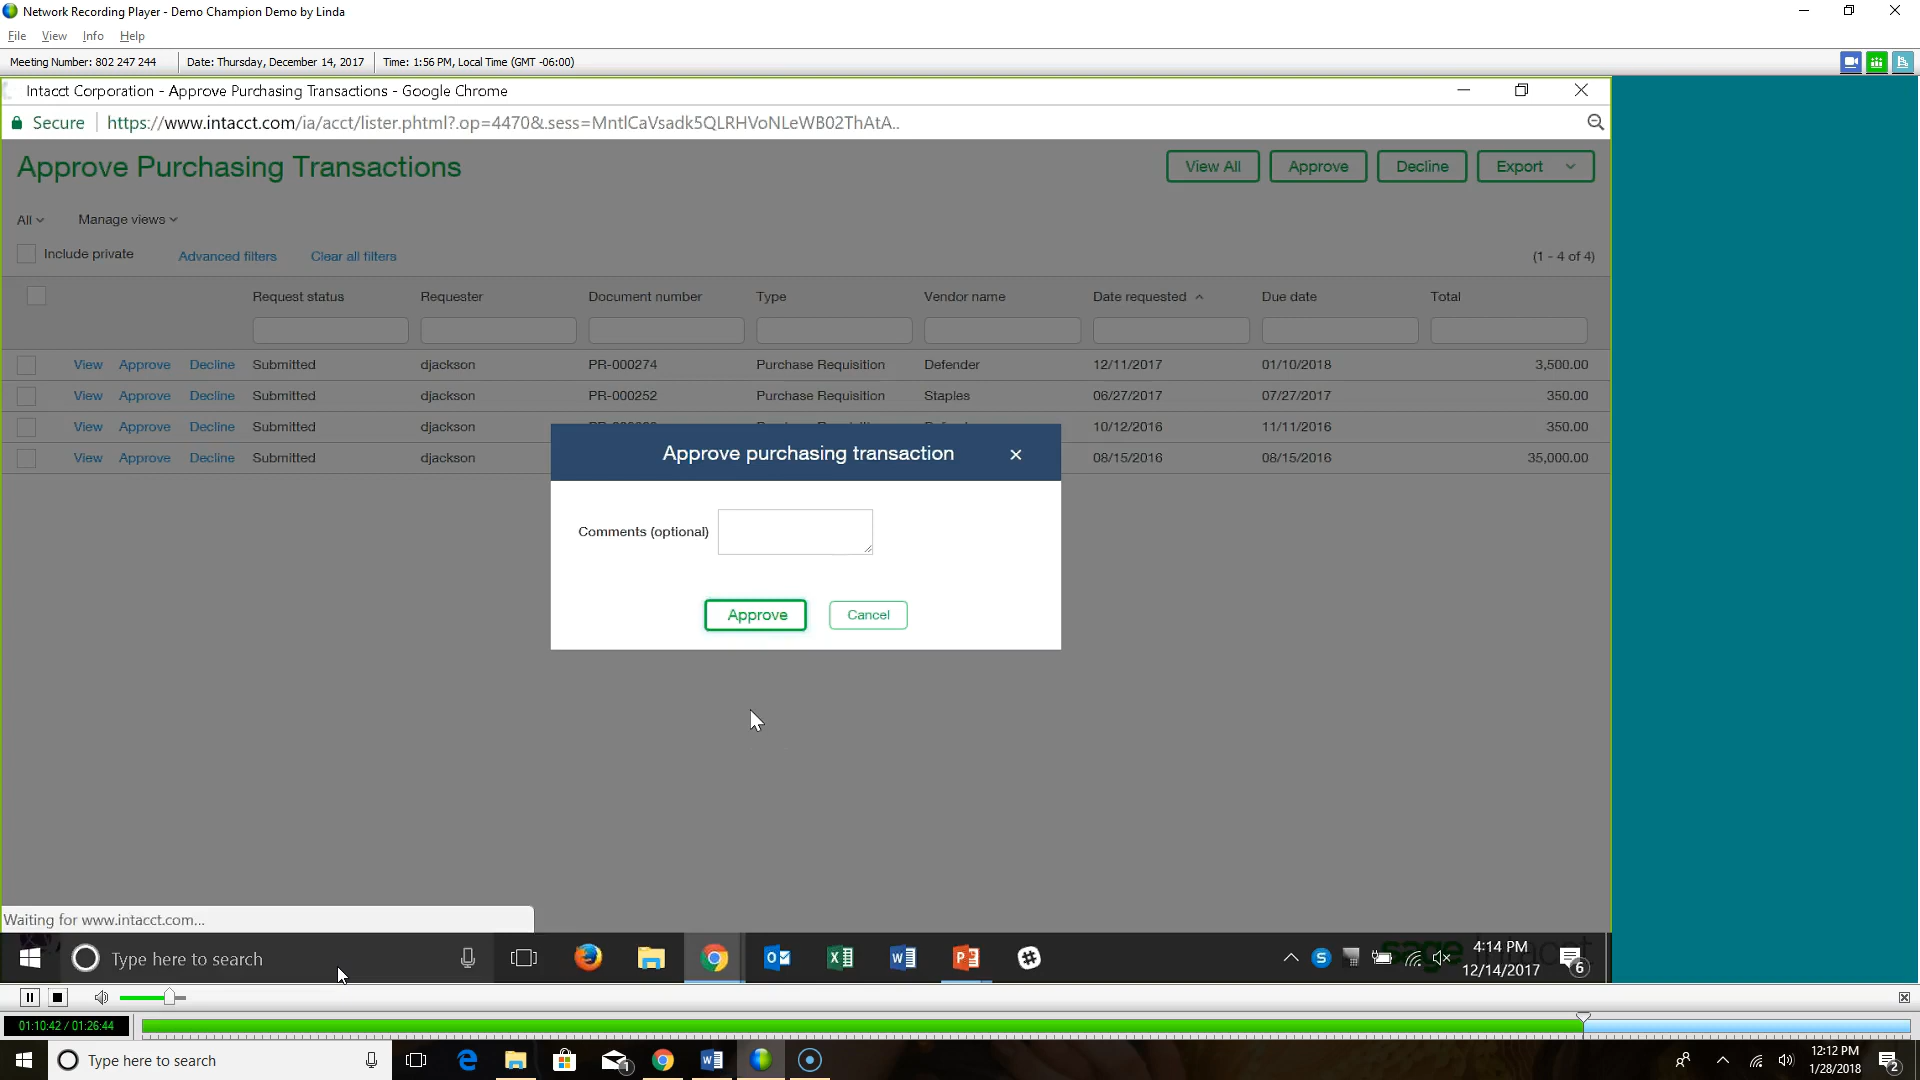 Network Recording Player - Demo Champion Demo by Linda
File View Info Help
Meeting Number: 802 247 244 Date: Thursday, December 14, 2017 Time: 1:56 PM, Local Time (GMT -06:00)
Intacct Corporation - Approve Purchasing Transactions - Google Chrome
Secure https://www.intacct.com/ia/acct/lister.phtml?.op=4470&.sess=MntlCaVsadk5QLRHVoNLeWB02ThAtA..
Approve Purchasing Transactions View All Approve Decline Export
All Manage views
Include private Advanced filters Clear all filters (1 - 4 of 4)
Request status Requester Document number Type Vendor name Date requested Due date Total
View Approve Decline Submitted djackson PR-000274 Purchase Requisition Defender 12/11/2017 01/10/2018 3,500.00
View Approve Decline Submitted djackson PR-000252 Purchase Requisition Staples 06/27/2017 07/27/2017 350.00
View Approve Decline Submitted djackson 10/12/2016 11/11/2016 350.00
View Approve Decline Submitted djackson 08/15/2016 08/15/2016 35,000.00
Approve purchasing transaction
Comments (optional)
Approve Cancel
Waiting for www.intacct.com...
Type here to search 4:14 PM
12/14/2017 6
01:10:42 / 01:26:44
Type here to search 1 12:12 PM
1/28/2018 2